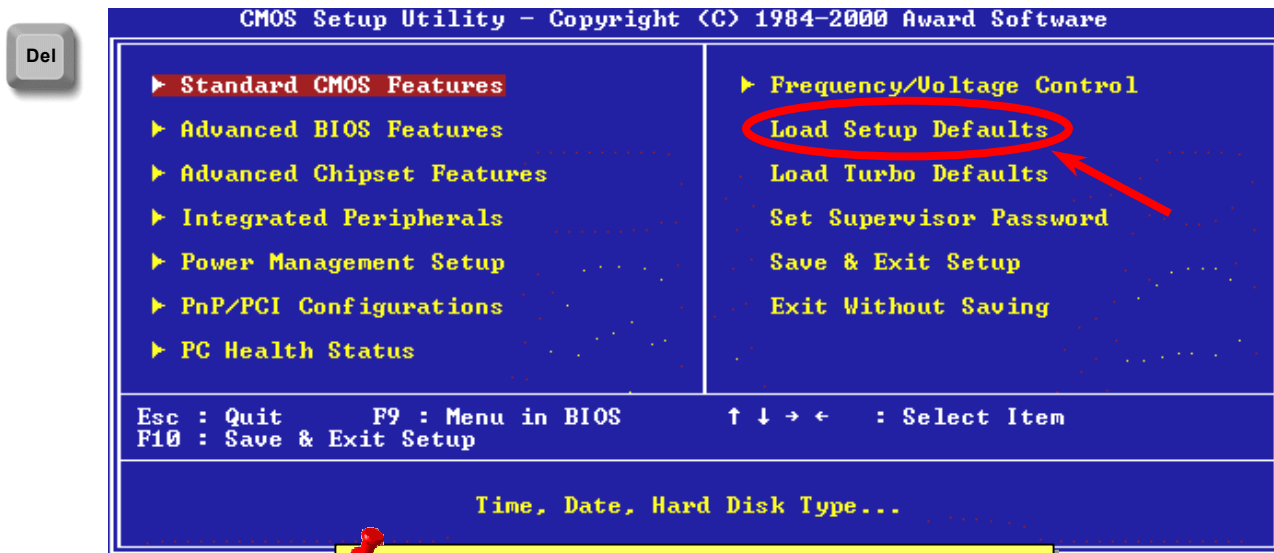 Del
CMOS Setup Utility - Copyright (C) 1984-2000 Award Software
Standard CMOS Features
Advanced BIOS Features
Advanced Chipset Features
Integrated Peripherals
Power Management Setup
PnP/PCI Configurations
PC Health Status
Frequency/Voltage Control
Load Setup Defaults
Load Turbo Defaults
Set Supervisor Password
Save & Exit Setup
Exit Without Saving
Esc : Quit F9 : Menu in BIOS ↑ ↓ → ← : Select Item
F10 : Save & Exit Setup
Time, Date, Hard Disk Type...